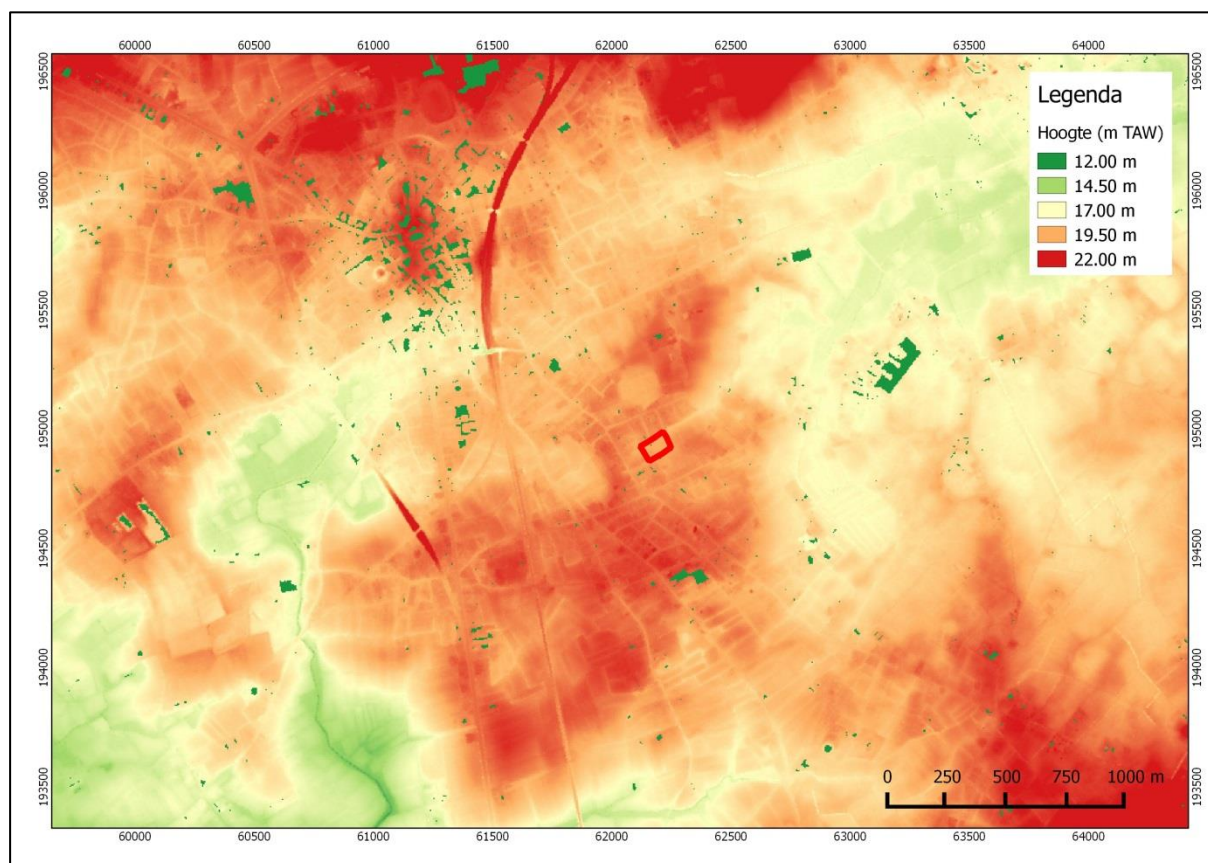 60000 60500 61000 61500 62000 62500 63000 63500 64000
196500 196500
196000 196000
195500 195500
195000 195000
194500 194500
194000 194000
193500 193500
Legenda
Hoogte (m TAW)
12.00 m
14.50 m
17.00 m
19.50 m
22.00 m
0 250 500 750 1000 m
60000 60500 61000 61500 62000 62500 63000 63500 64000